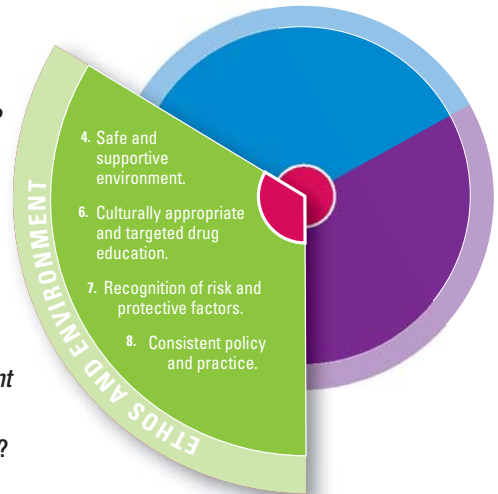 ?
4. Safe and
supportive
environment.
6. Culturally appropriate
and targeted drug
education.
7. Recognition of risk and
protective factors.
8. Consistent policy
and practice.
ETHOS AND ENVIRONMENT
nt
?